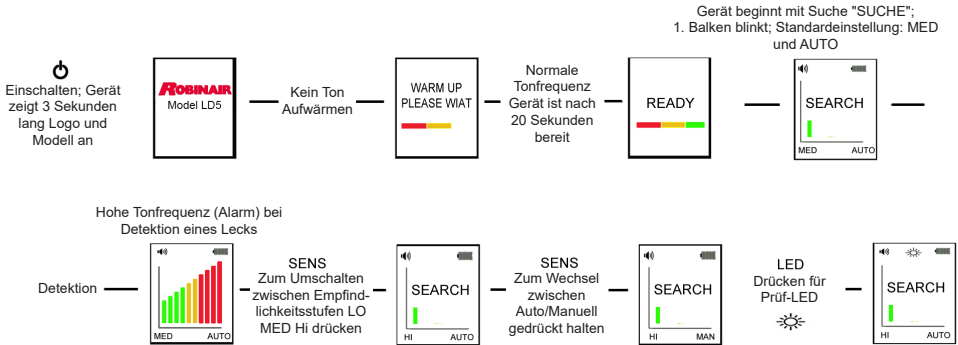 Einschalten; Gerät
zeigt 3 Sekunden
lang Logo und
Modell an
ROBINAIR
Model LD5
Kein Ton
Aufwärmen
WARM UP
PLEASE WIAT
Normale
Tonfrequenz
Gerät ist nach
20 Sekunden
bereit
READY
Gerät beginnt mit Suche "SUCHE";
1. Balken blinkt; Standardeinstellung: MED
und AUTO
SEARCH
MED AUTO
Detektion
Hohe Tonfrequenz (Alarm) bei
Detektion eines Lecks
MED AUTO
SENS
Zum Umschalten
zwischen Empfind-
lichkeitsstufen LO
MED Hi drücken
SEARCH
HI AUTO
SENS
Zum Wechsel
zwischen
Auto/Manuell
gedrückt halten
SEARCH
HI MAN
LED
Drücken für
Prüf-LED
SEARCH
HI AUTO